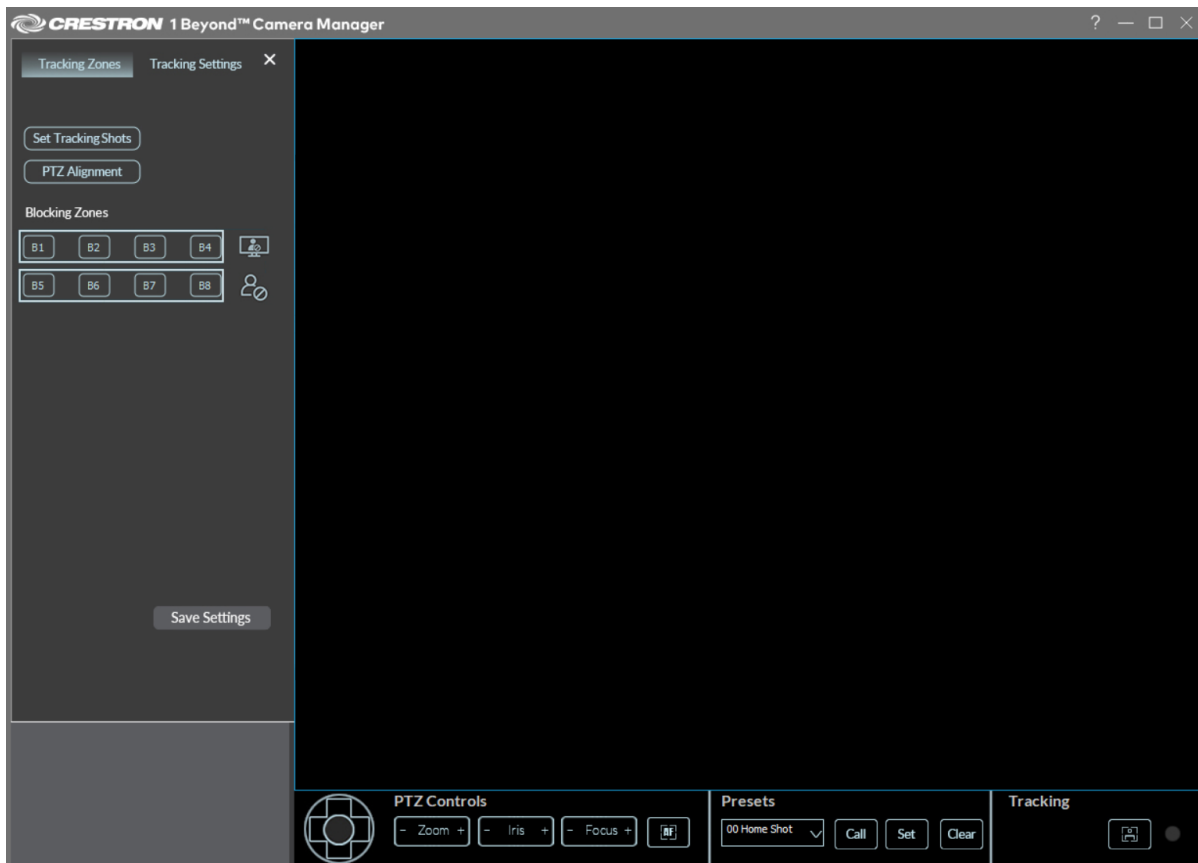 CRESTRON 1 Beyond™ Camera Manager ?
Tracking Zones Tracking Settings
Set Tracking Shots
PTZ Alignment
Blocking Zones
B1 B2 B3 B4
B5 B6 B7 B8
Save Settings
PTZ Controls Presets Tracking
- Zoom + - Iris + - Focus + AF 00 Home Shot Call Set Clear